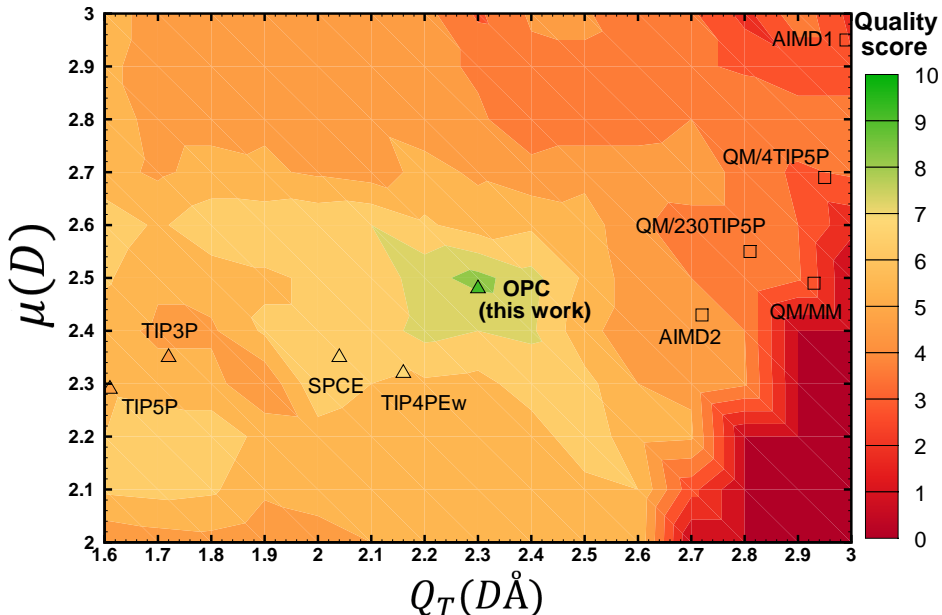 Quality
score
3
2.9
2.8
2.7
2.6
2.5
2.4
2.3
2.2
2.1
2
μ(D)
AIMD1
QM/4TIP5P
QM/230TIP5P
OPC
(this work)
QM/MM
AIMD2
TIP3P
SPCE
TIP4PEw
TIP5P
10
9
8
7
6
5
4
3
2
1
0
1.6 1.7 1.8 1.9 2 2.1 2.2 2.3 2.4 2.5 2.6 2.7 2.8 2.9 3
Q_T(DÅ)